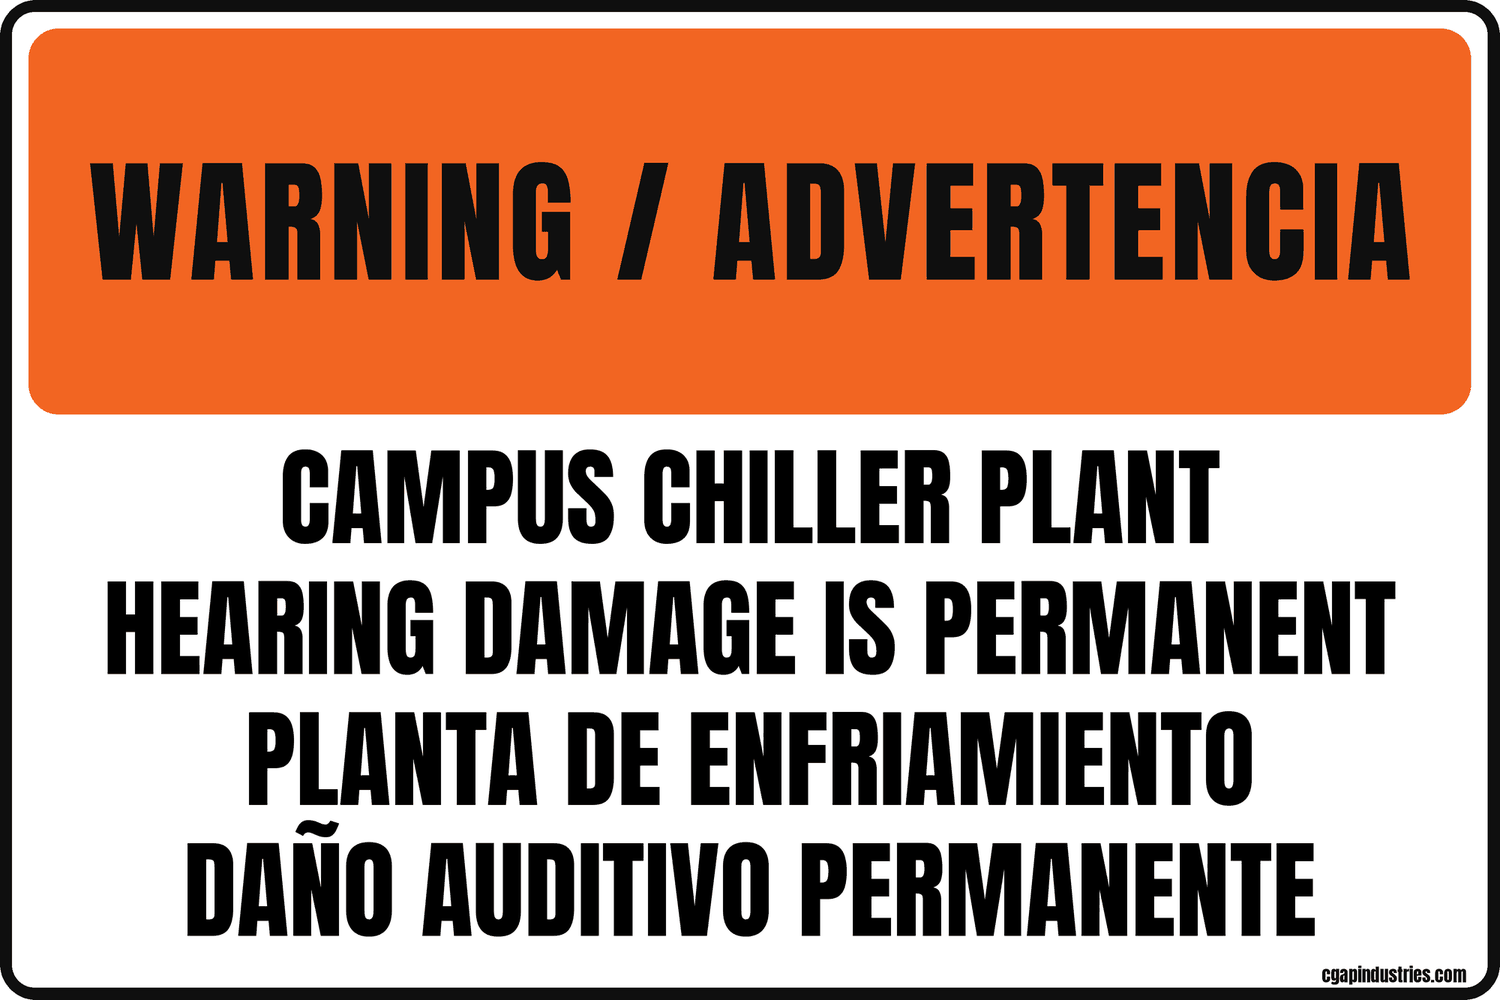 WARNING / ADVERTENCIA
CAMPUS CHILLER PLANT
HEARING DAMAGE IS PERMANENT
PLANTA DE ENFRIAMIENTO
DAÑO AUDITIVO PERMANENTE
cgapindustries.com